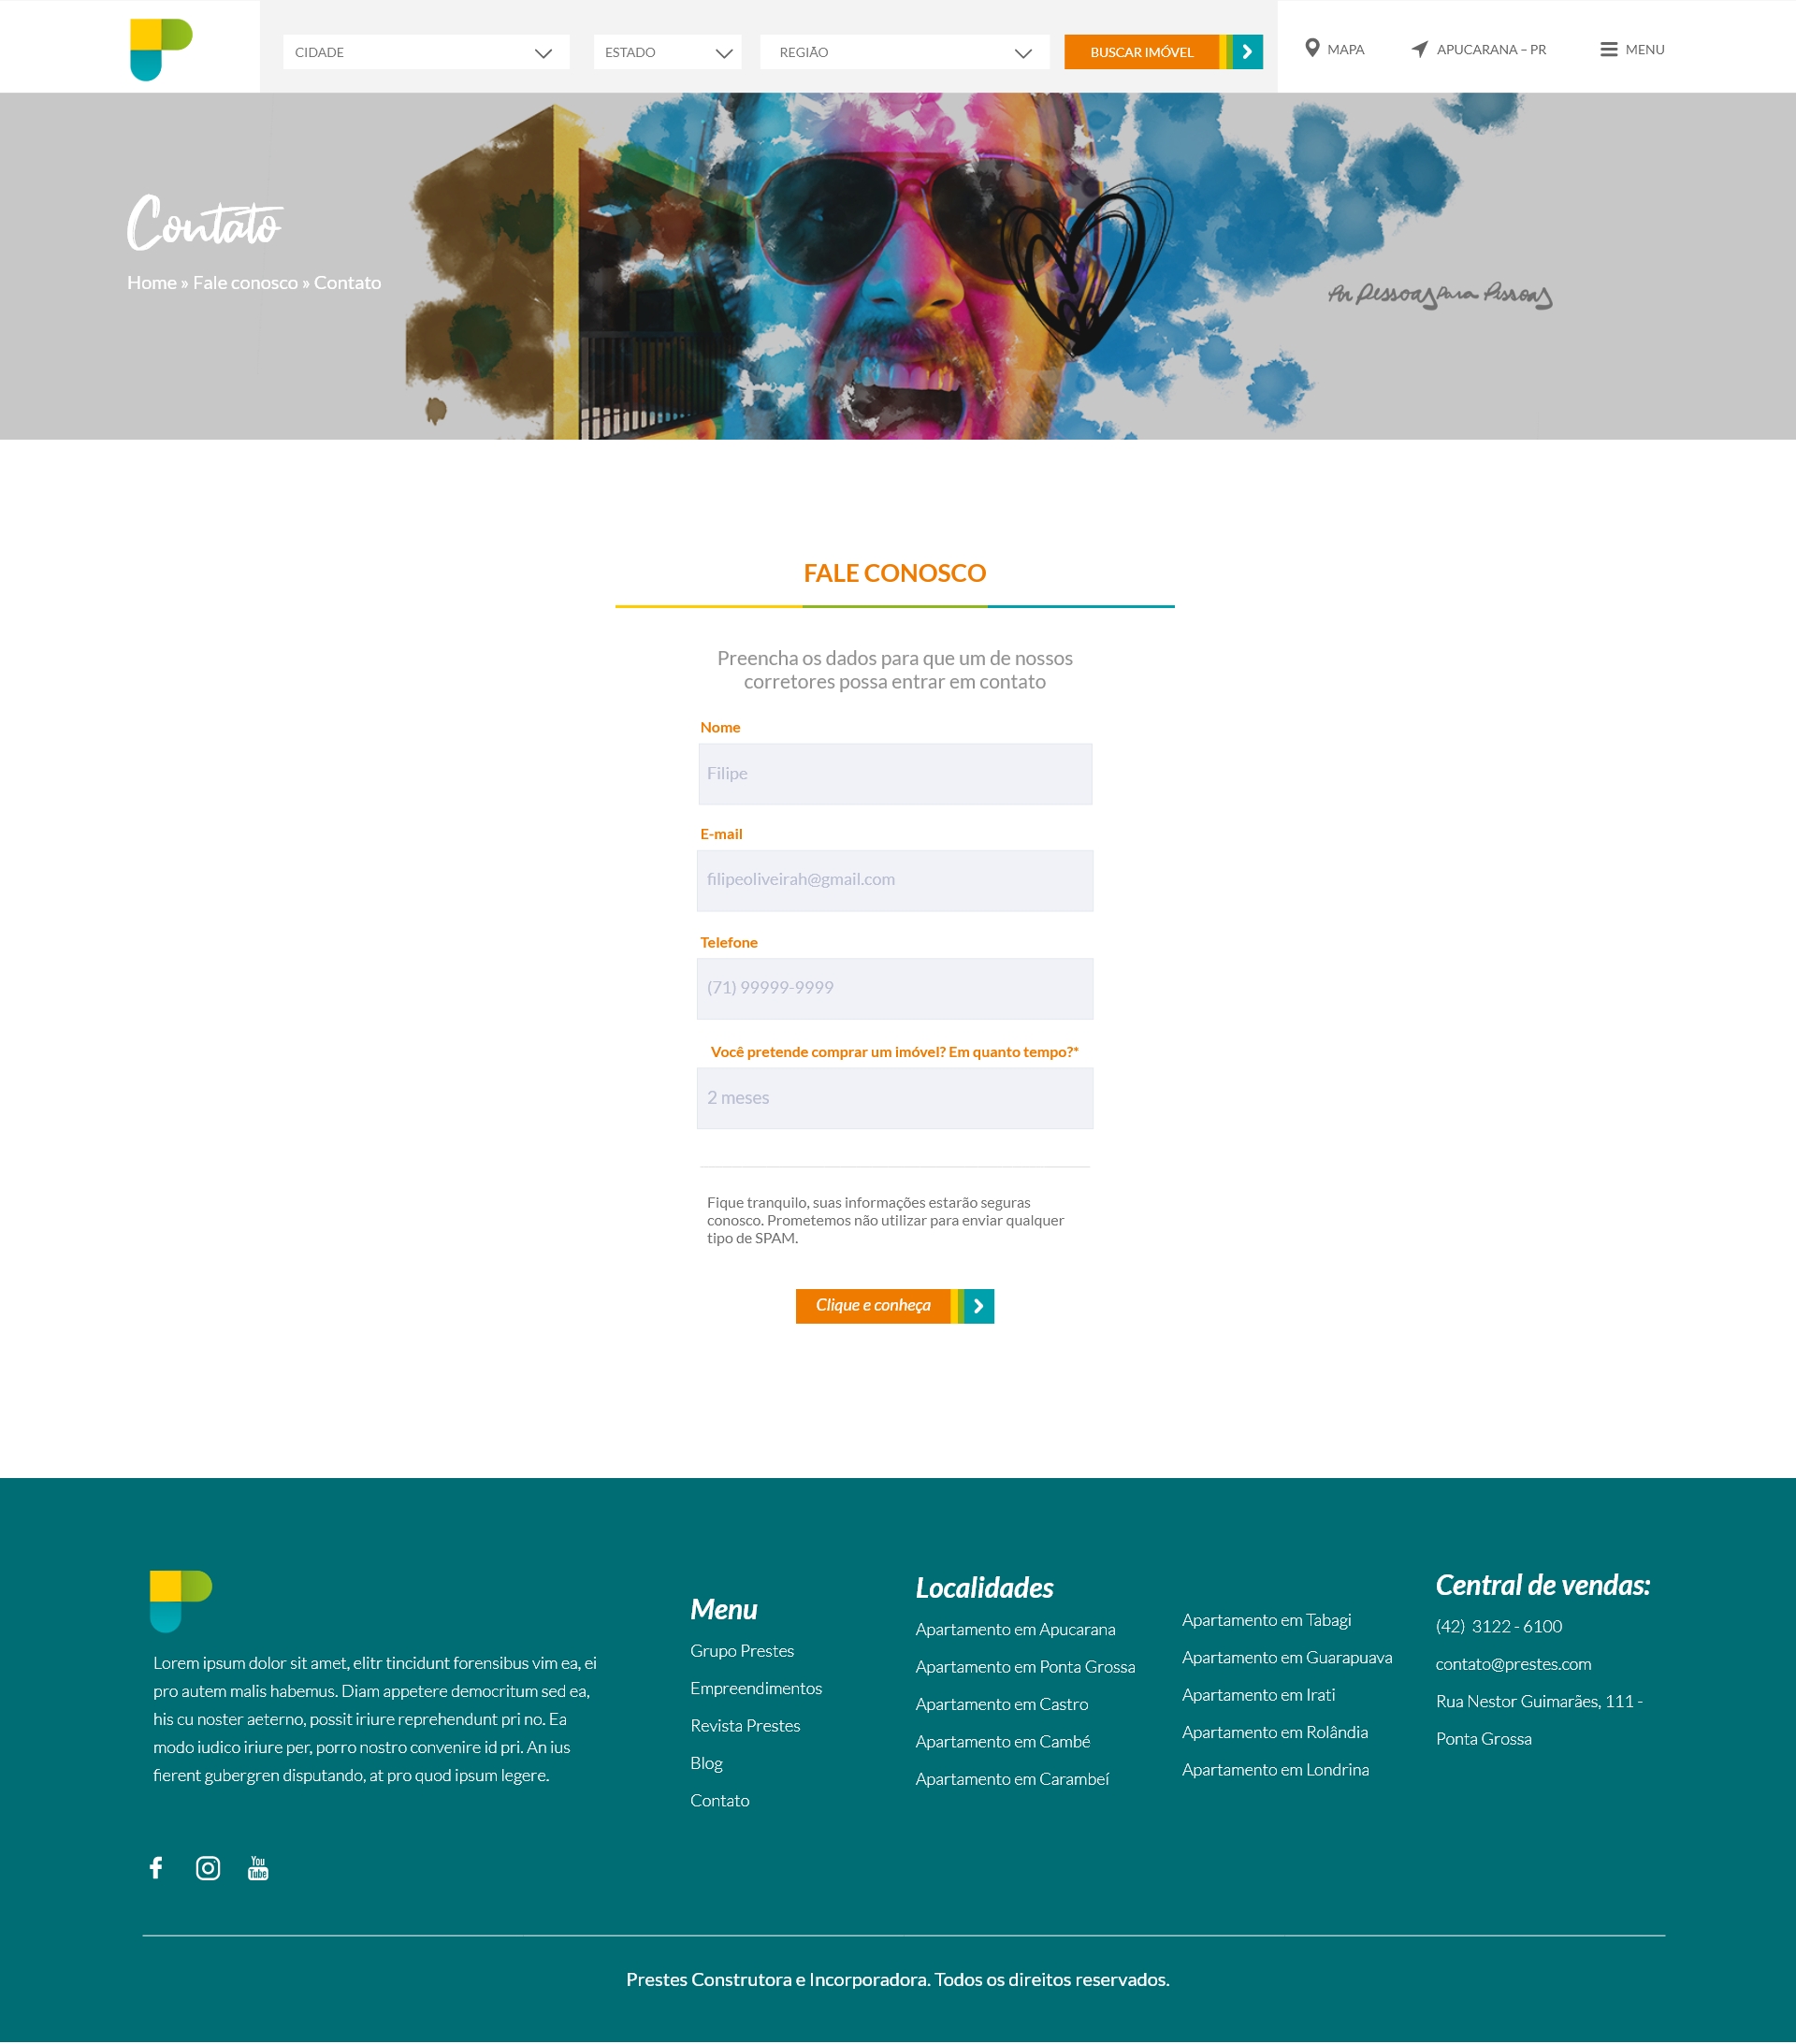 CIDADE
ESTADO
REGIÃO
BUSCAR IMÓVEL
MAPA
APUCARANA – PR
MENU
Contato
Home » Fale conosco » Contato
Por Pessoas Para Pessoas
FALE CONOSCO
Preencha os dados para que um de nossos
corretores possa entrar em contato
Nome
Filipe
E-mail
filipeoliveirah@gmail.com
Telefone
(71) 99999-9999
Você pretende comprar um imóvel? Em quanto tempo?*
2 meses
Fique tranquilo, suas informações estarão seguras
conosco. Prometemos não utilizar para enviar qualquer
tipo de SPAM.
Clique e conheça
Lorem ipsum dolor sit amet, elitr tincidunt forensibus vim ea, ei
pro autem malis habemus. Diam appetere democritum sed ea,
his cu noster aeterno, possit iriure reprehendunt pri no. Ea
modo iudico iriure per, porro nostro convenire id pri. An ius
fierent gubergren disputando, at pro quod ipsum legere.
You
Tube
Menu
Grupo Prestes
Empreendimentos
Revista Prestes
Blog
Contato
Localidades
Apartamento em Apucarana
Apartamento em Ponta Grossa
Apartamento em Castro
Apartamento em Cambé
Apartamento em Carambeí
Apartamento em Tabagi
Apartamento em Guarapuava
Apartamento em Irati
Apartamento em Rolândia
Apartamento em Londrina
Central de vendas:
(42) 3122 - 6100
contato@prestes.com
Rua Nestor Guimarães, 111 -
Ponta Grossa
Prestes Construtora e Incorporadora. Todos os direitos reservados.